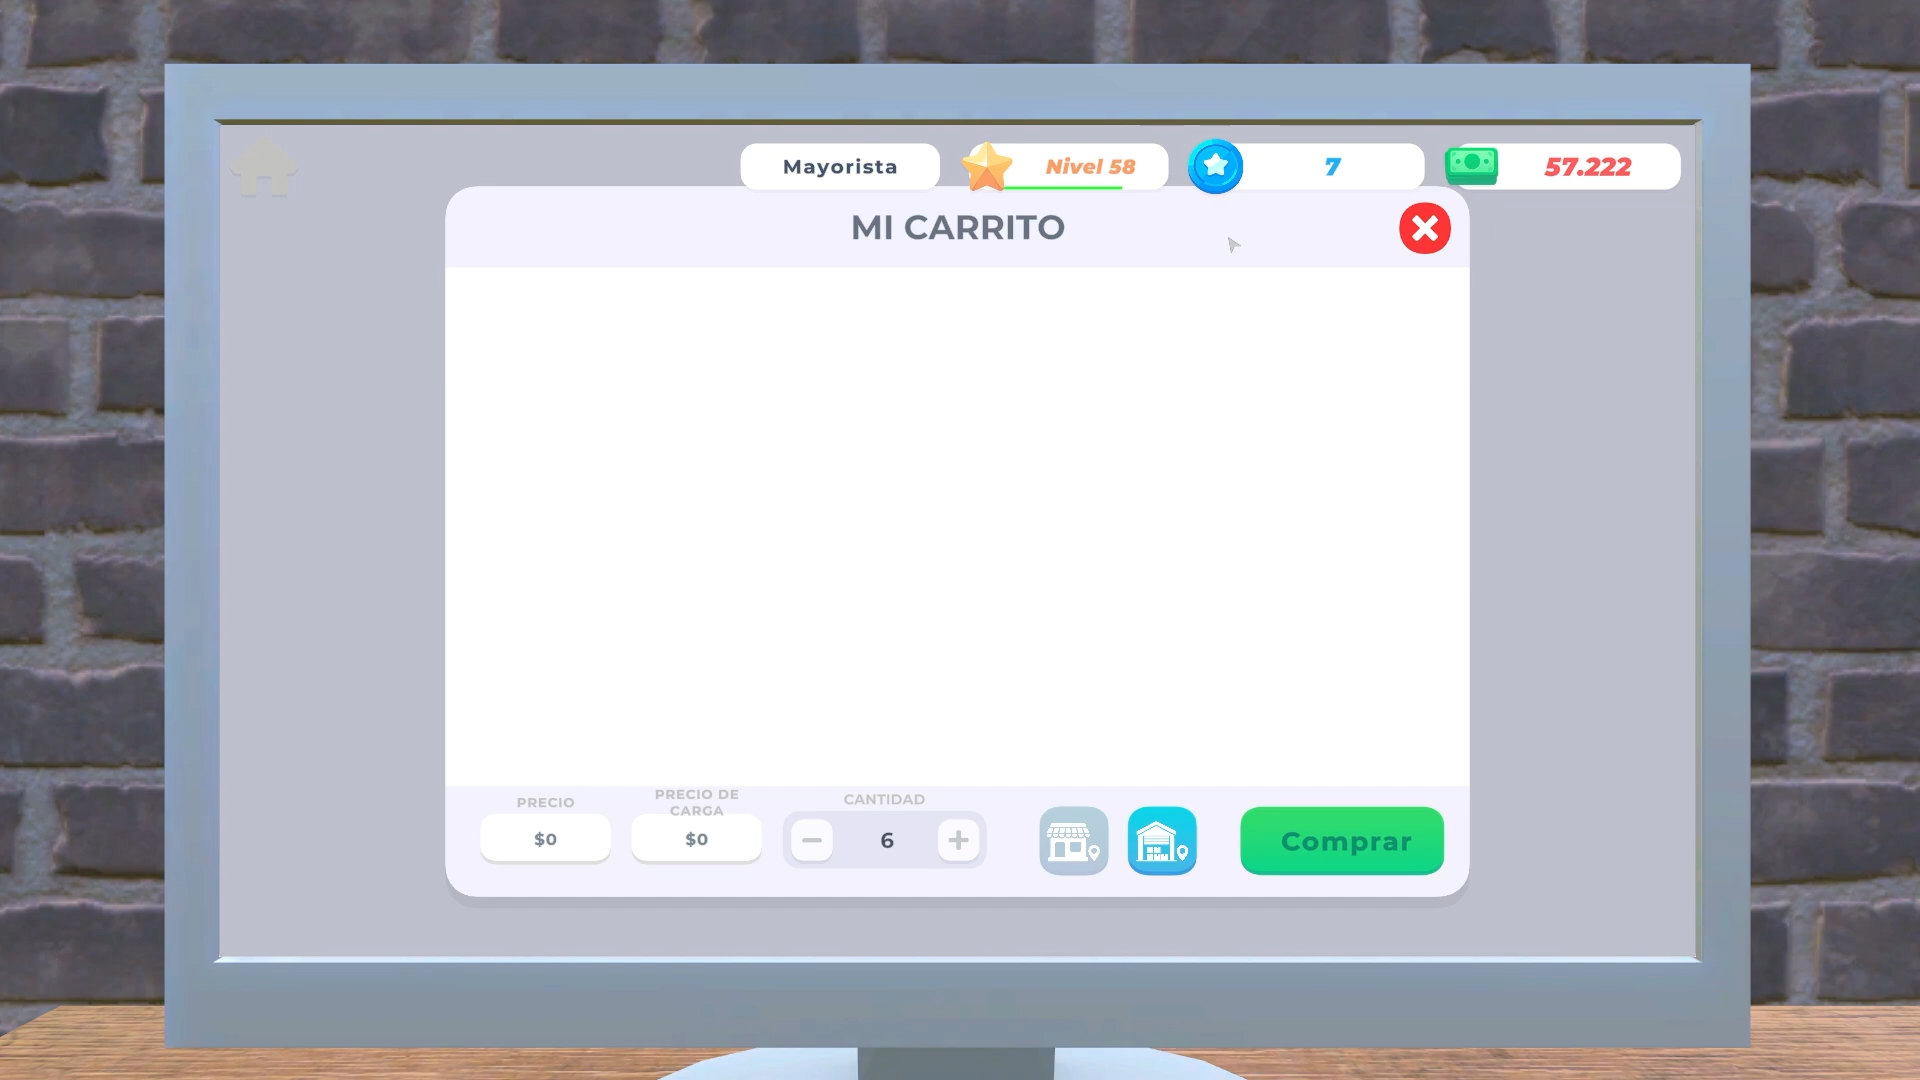 Mayorista
Nivel 58
7
57.222
MI CARRITO
PRECIO
$0
PRECIO DE
CARGA
$0
CANTIDAD
6
Comprar